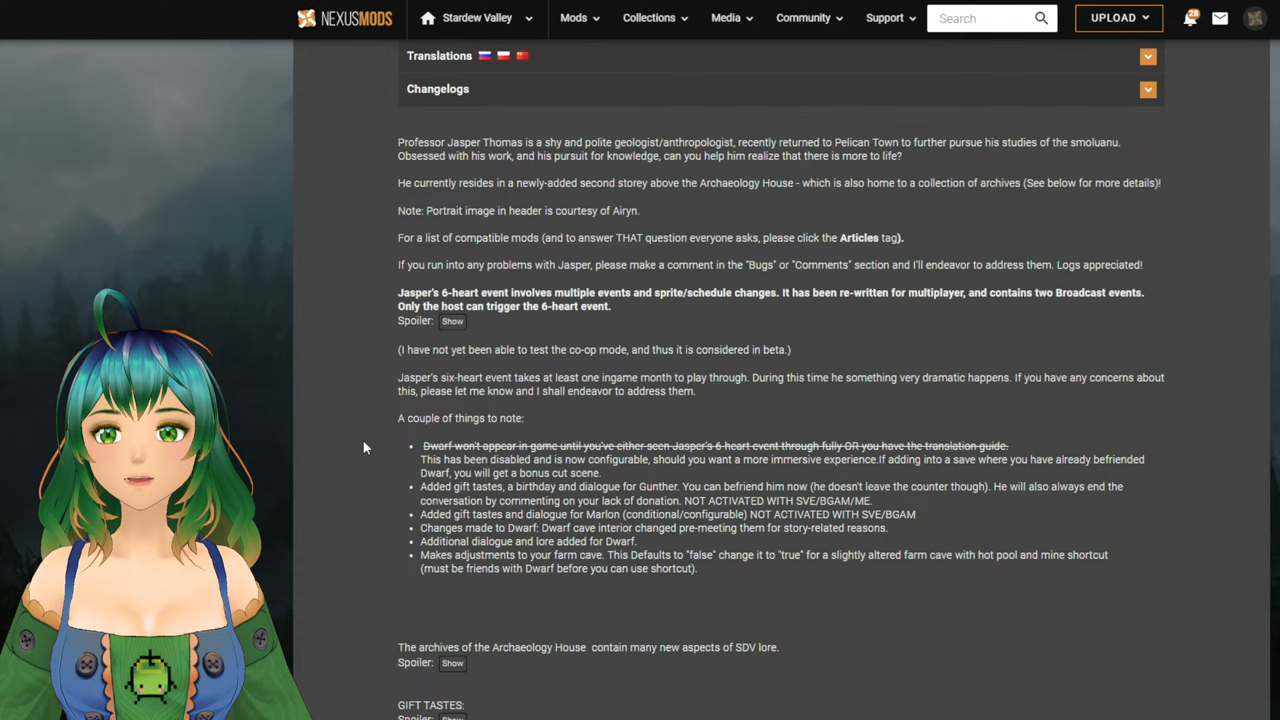 NEXUSMODS Stardew Valley Mods Collections Media Community Support Search UPLOAD 28
Translations
Changelogs
Professor Jasper Thomas is a shy and polite geologist/anthropologist, recently returned to Pelican Town to further pursue his studies of the smoluanu.
Obsessed with his work, and his pursuit for knowledge, can you help him realize that there is more to life?
He currently resides in a newly-added second storey above the Archaeology House - which is also home to a collection of archives (See below for more details)!
Note: Portrait image in header is courtesy of Airyn.
For a list of compatible mods (and to answer THAT question everyone asks, please click the Articles tag).
If you run into any problems with Jasper, please make a comment in the "Bugs" or "Comments" section and I'll endeavor to address them. Logs appreciated!
Jasper's 6-heart event involves multiple events and sprite/schedule changes. It has been re-written for multiplayer, and contains two Broadcast events.
Only the host can trigger the 6-heart event.
Spoiler: Show
(I have not yet been able to test the co-op mode, and thus it is considered in beta.)
Jasper's six-heart event takes at least one ingame month to play through. During this time he something very dramatic happens. If you have any concerns about
this, please let me know and I shall endeavor to address them.
A couple of things to note:
Dwarf won't appear in game until you've either seen Jasper's 6 heart event through fully OR you have the translation guide.
This has been disabled and is now configurable, should you want a more immersive experience.If adding into a save where you have already befriended
Dwarf, you will get a bonus cut scene.
Added gift tastes, a birthday and dialogue for Gunther. You can befriend him now (he doesn't leave the counter though). He will also always end the
conversation by commenting on your lack of donation. NOT ACTIVATED WITH SVE/BGAM/ME.
Added gift tastes and dialogue for Marlon (conditional/configurable) NOT ACTIVATED WITH SVE/BGAM
Changes made to Dwarf: Dwarf cave interior changed pre-meeting them for story-related reasons.
Additional dialogue and lore added for Dwarf.
Makes adjustments to your farm cave. This Defaults to "false" change it to "true" for a slightly altered farm cave with hot pool and mine shortcut
(must be friends with Dwarf before you can use shortcut).
The archives of the Archaeology House contain many new aspects of SDV lore.
Spoiler: Show
GIFT TASTES:
Spoiler: Show